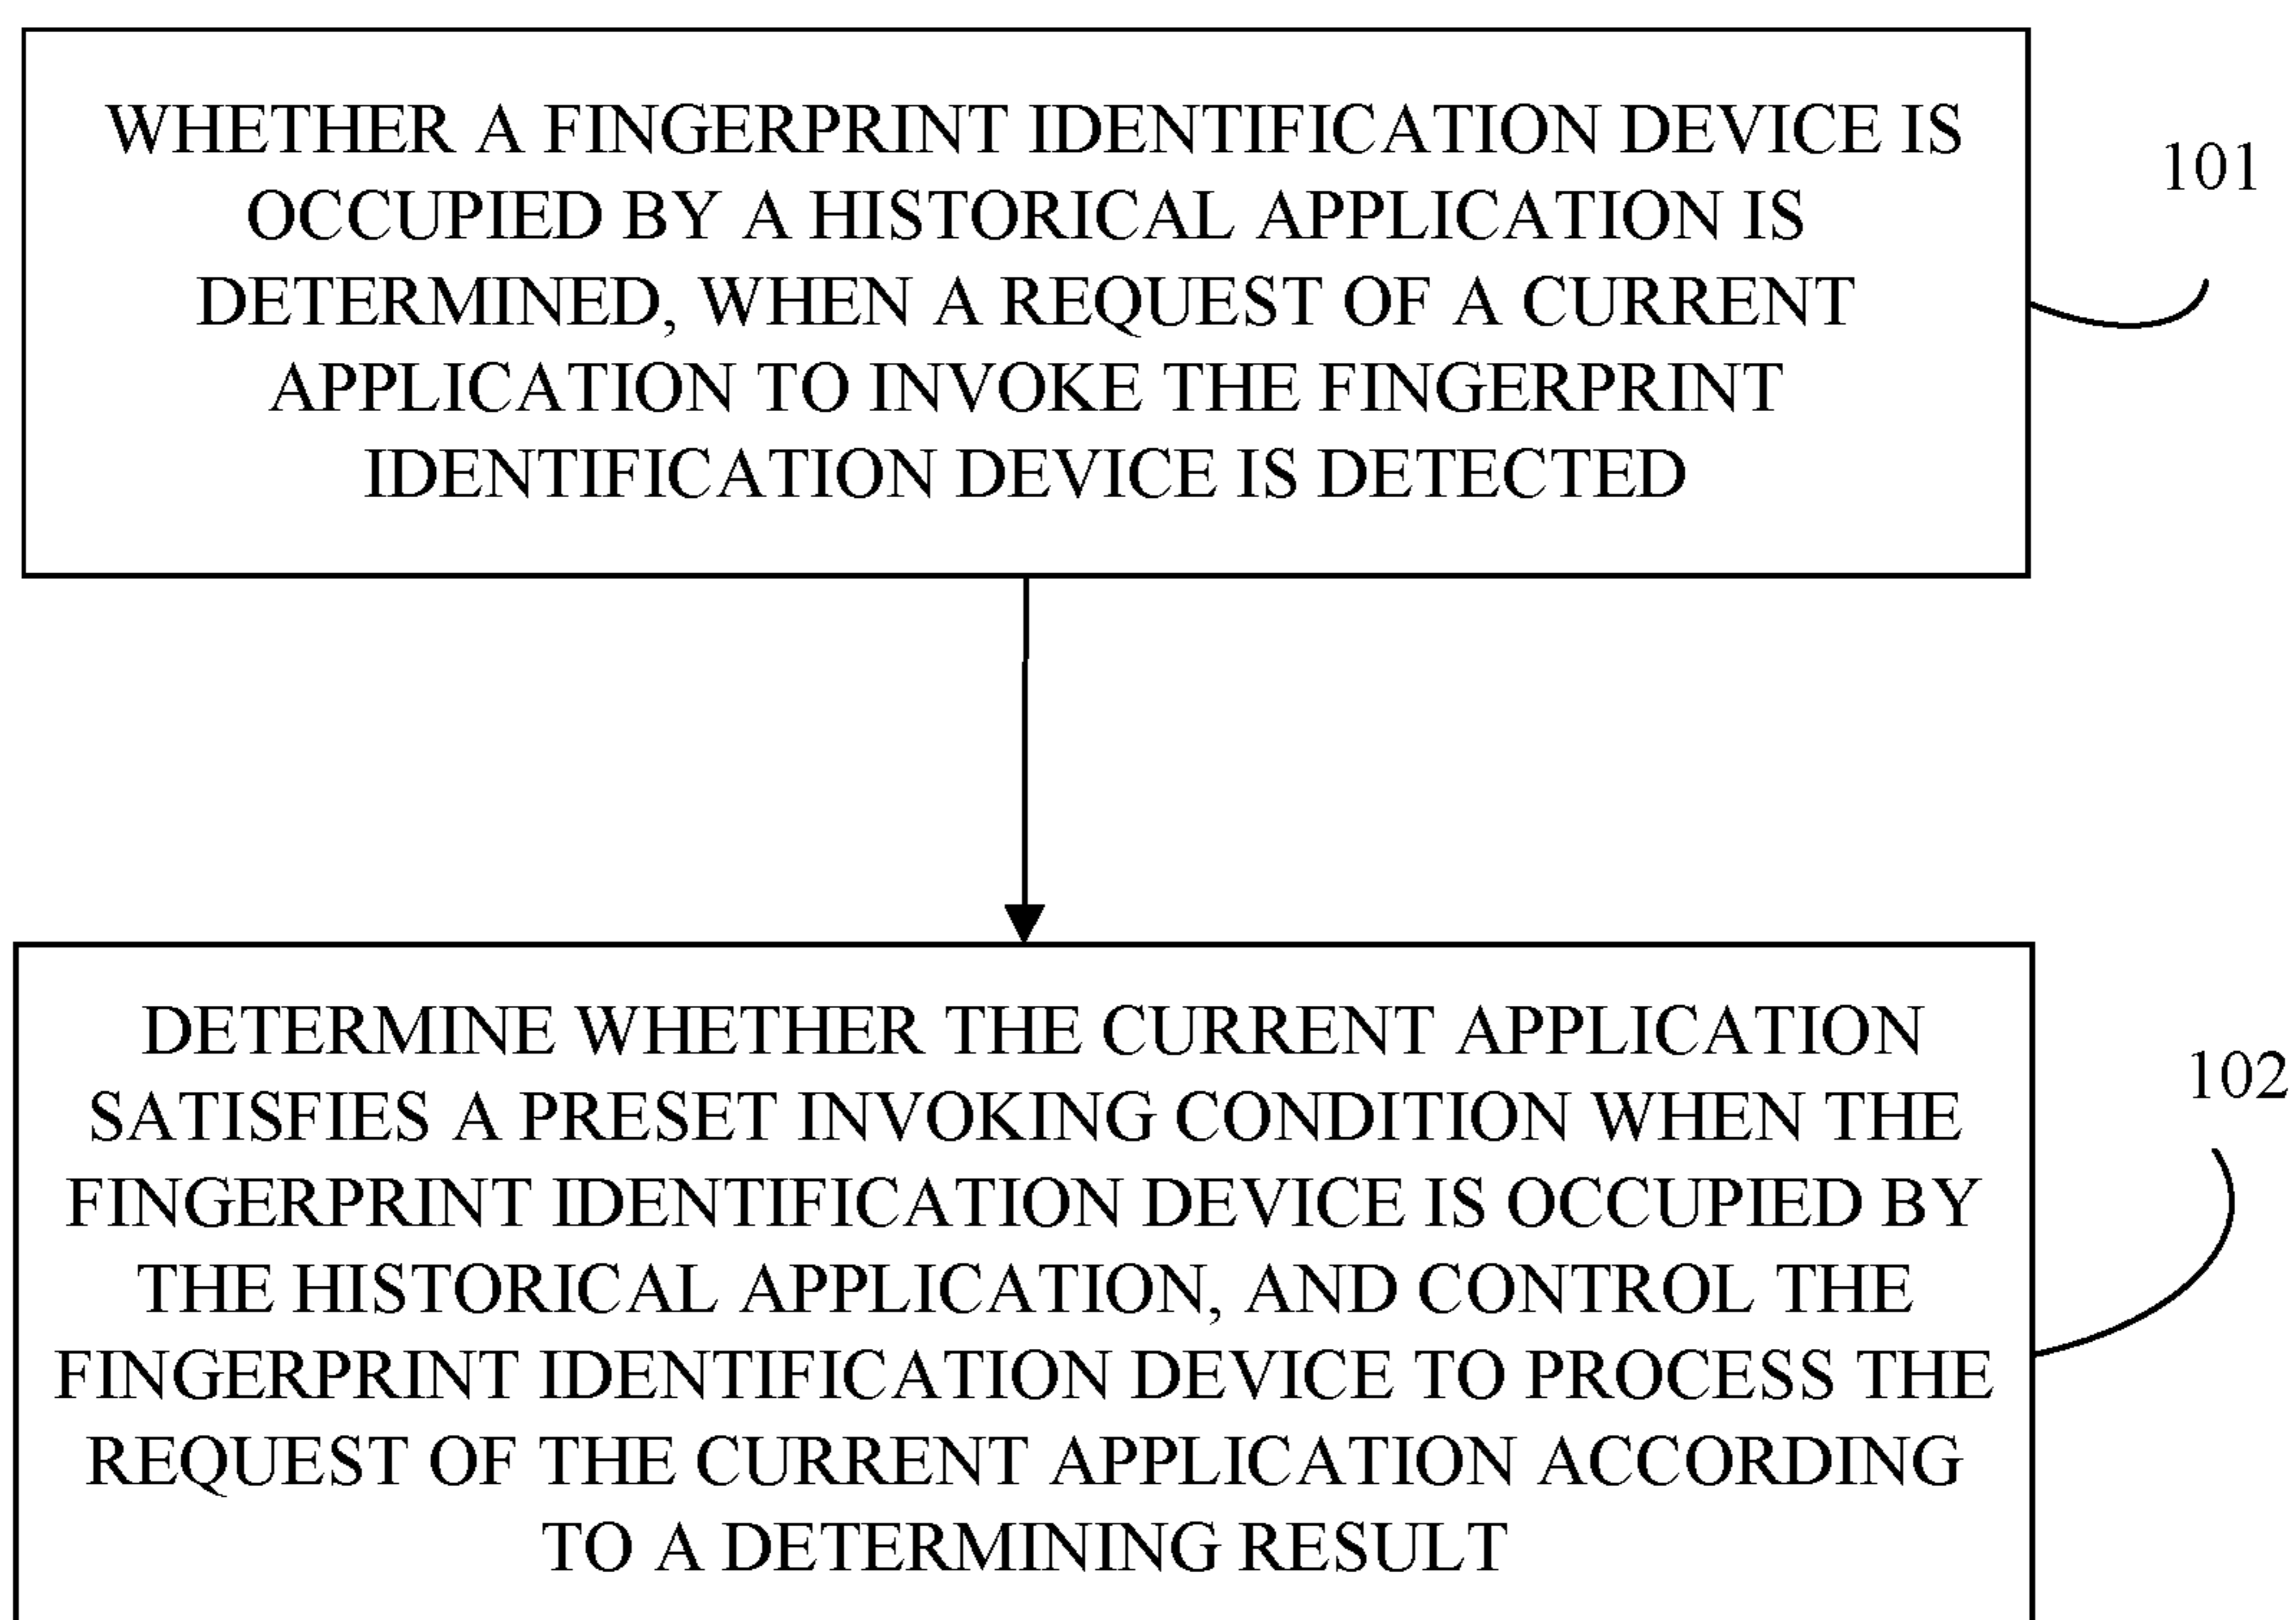 WHETHER A FINGERPRINT IDENTIFICATION DEVICE IS
OCCUPIED BY A HISTORICAL APPLICATION IS
DETERMINED, WHEN A REQUEST OF A CURRENT
APPLICATION TO INVOKE THE FINGERPRINT
IDENTIFICATION DEVICE IS DETECTED
101
DETERMINE WHETHER THE CURRENT APPLICATION
SATISFIES A PRESET INVOKING CONDITION WHEN THE
FINGERPRINT IDENTIFICATION DEVICE IS OCCUPIED BY
THE HISTORICAL APPLICATION, AND CONTROL THE
FINGERPRINT IDENTIFICATION DEVICE TO PROCESS THE
REQUEST OF THE CURRENT APPLICATION ACCORDING
TO A DETERMINING RESULT
102